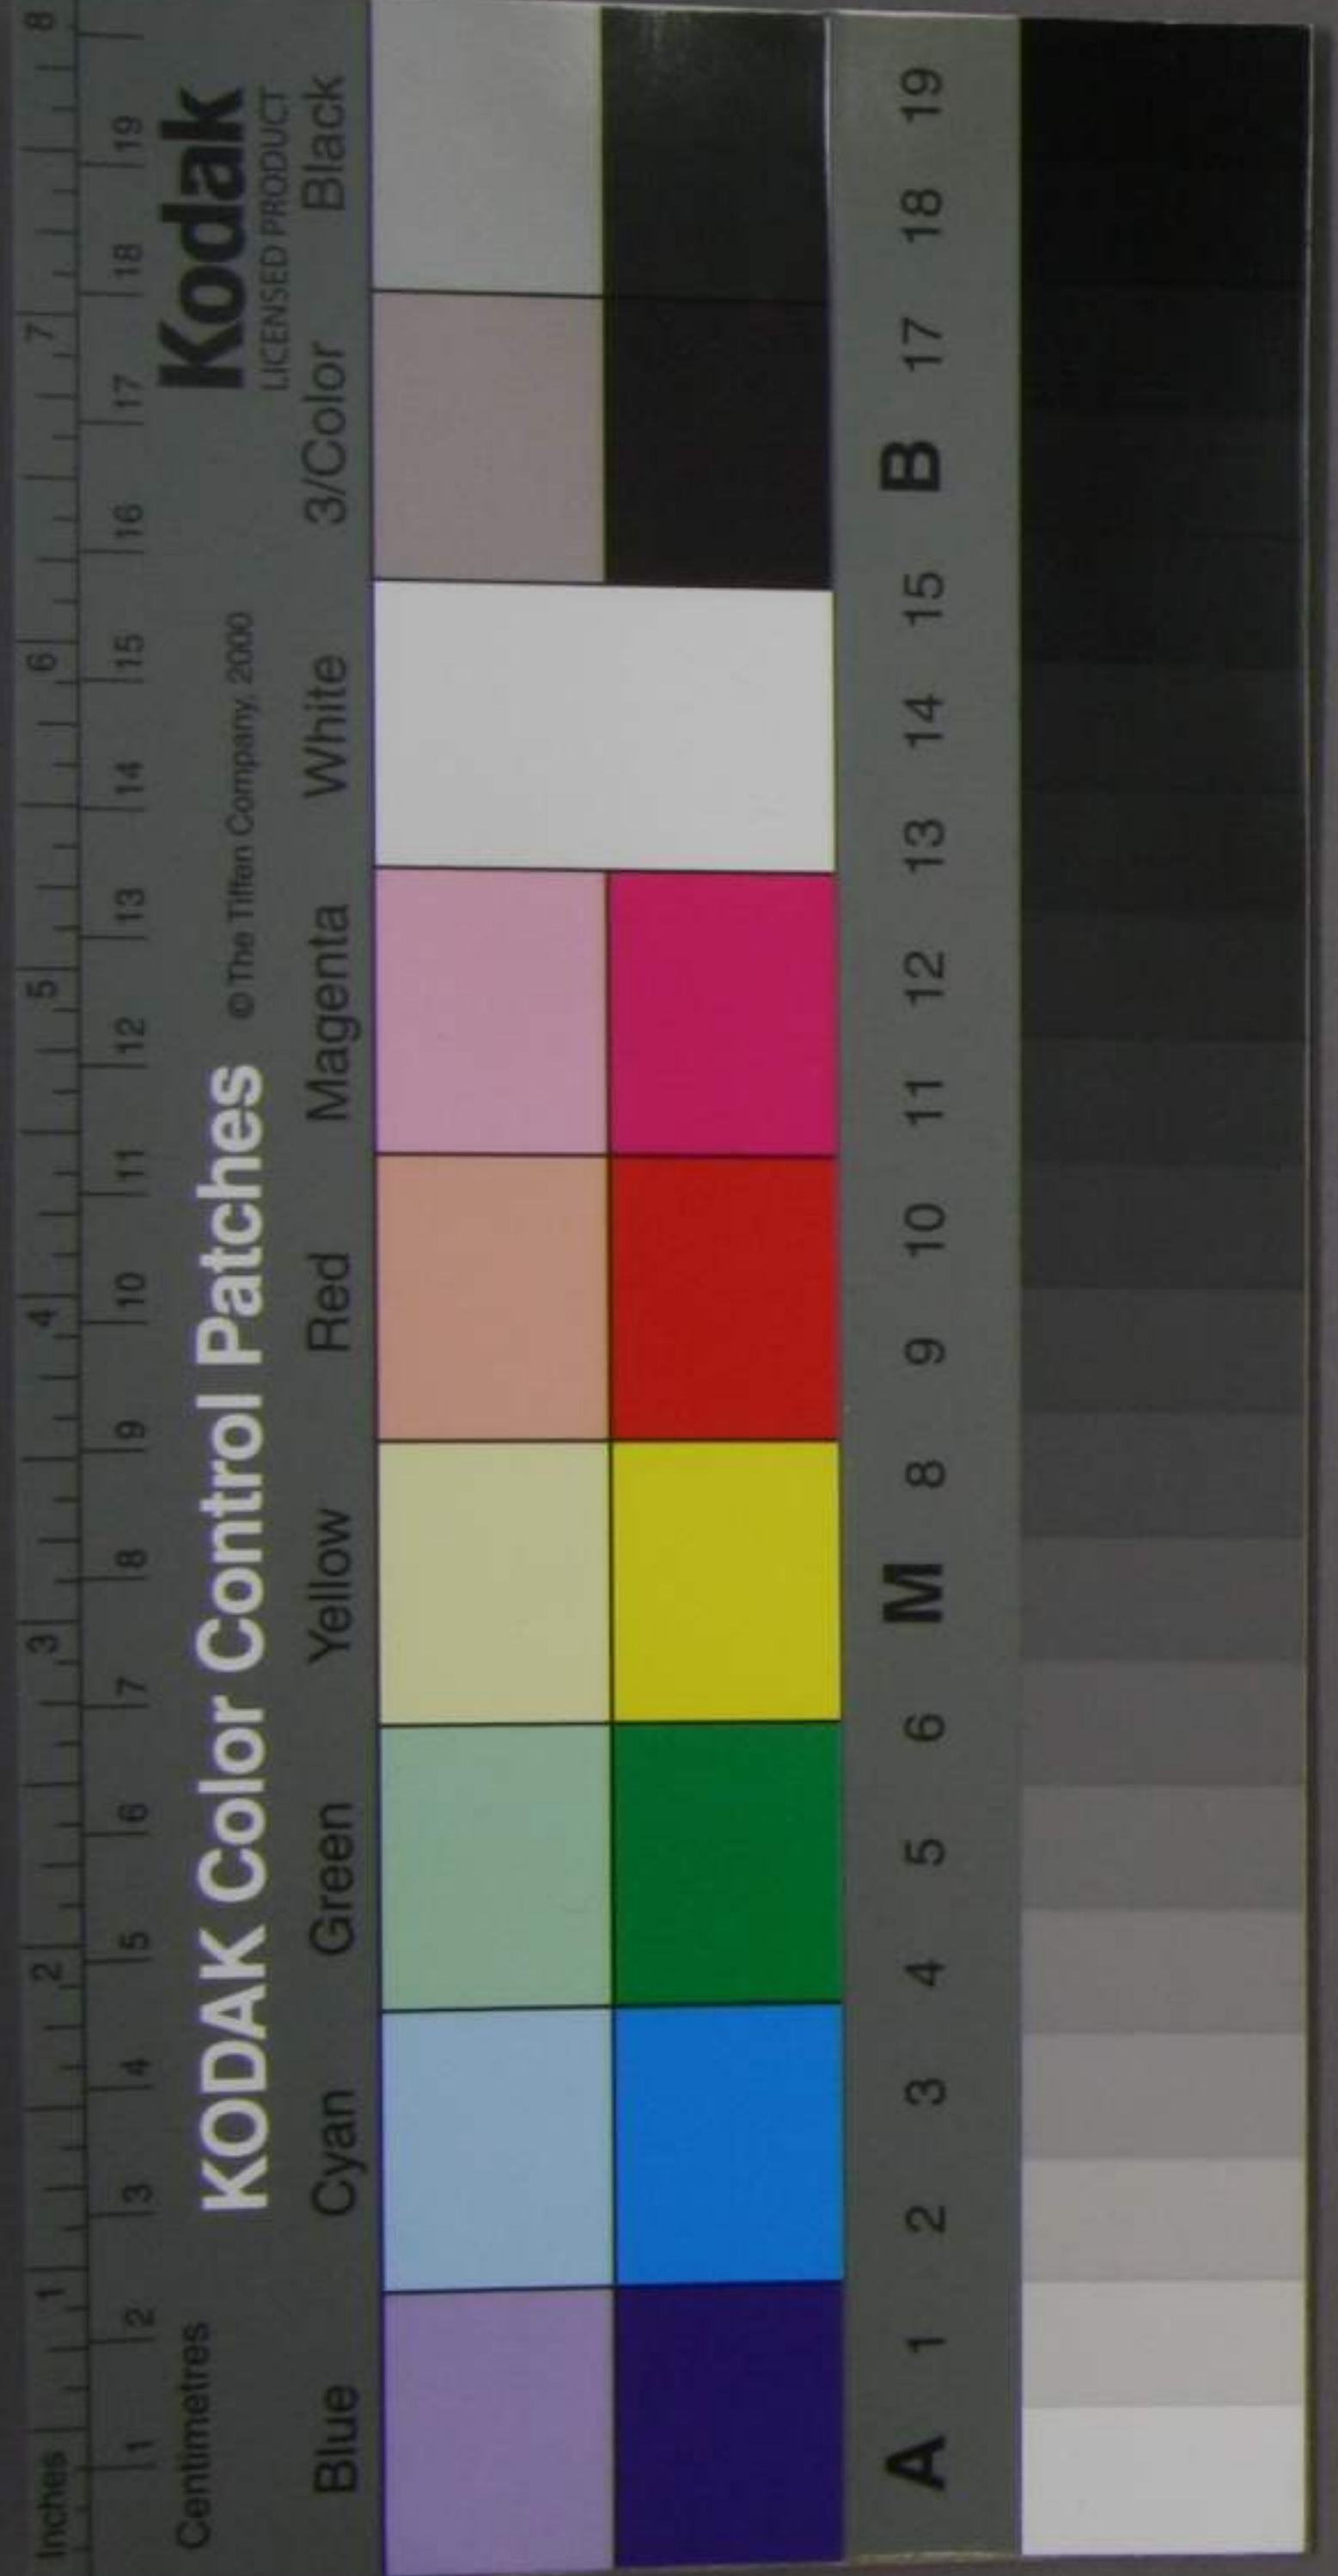 Inches 1 2 3 4 5 6 7 8
Centimetres 1 2 3 4 5 6 7 8 9 10 11 12 13 14 15 16 17 18 19
KODAK Color Control Patches © The Tiffen Company, 2000 Kodak
LICENSED PRODUCT
Blue Cyan Green Yellow Red Magenta White 3/Color Black
A 1 2 3 4 5 6 M 8 9 10 11 12 13 14 15 B 17 18 19